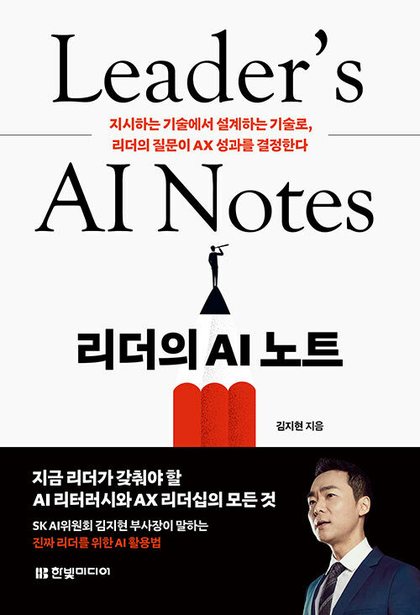 Leader's
지시하는 기술에서 설계하는 기술로,
리더의 질문이 AX 성과를 결정한다
AI Notes
리더의 AI 노트
김지현 지음
지금 리더가 갖춰야 할
AI 리터러시와 AX 리더십의 모든 것
SK AI위원회 김지현 부사장이 말하는
진짜 리더를 위한 AI 활용법
한빛미디어